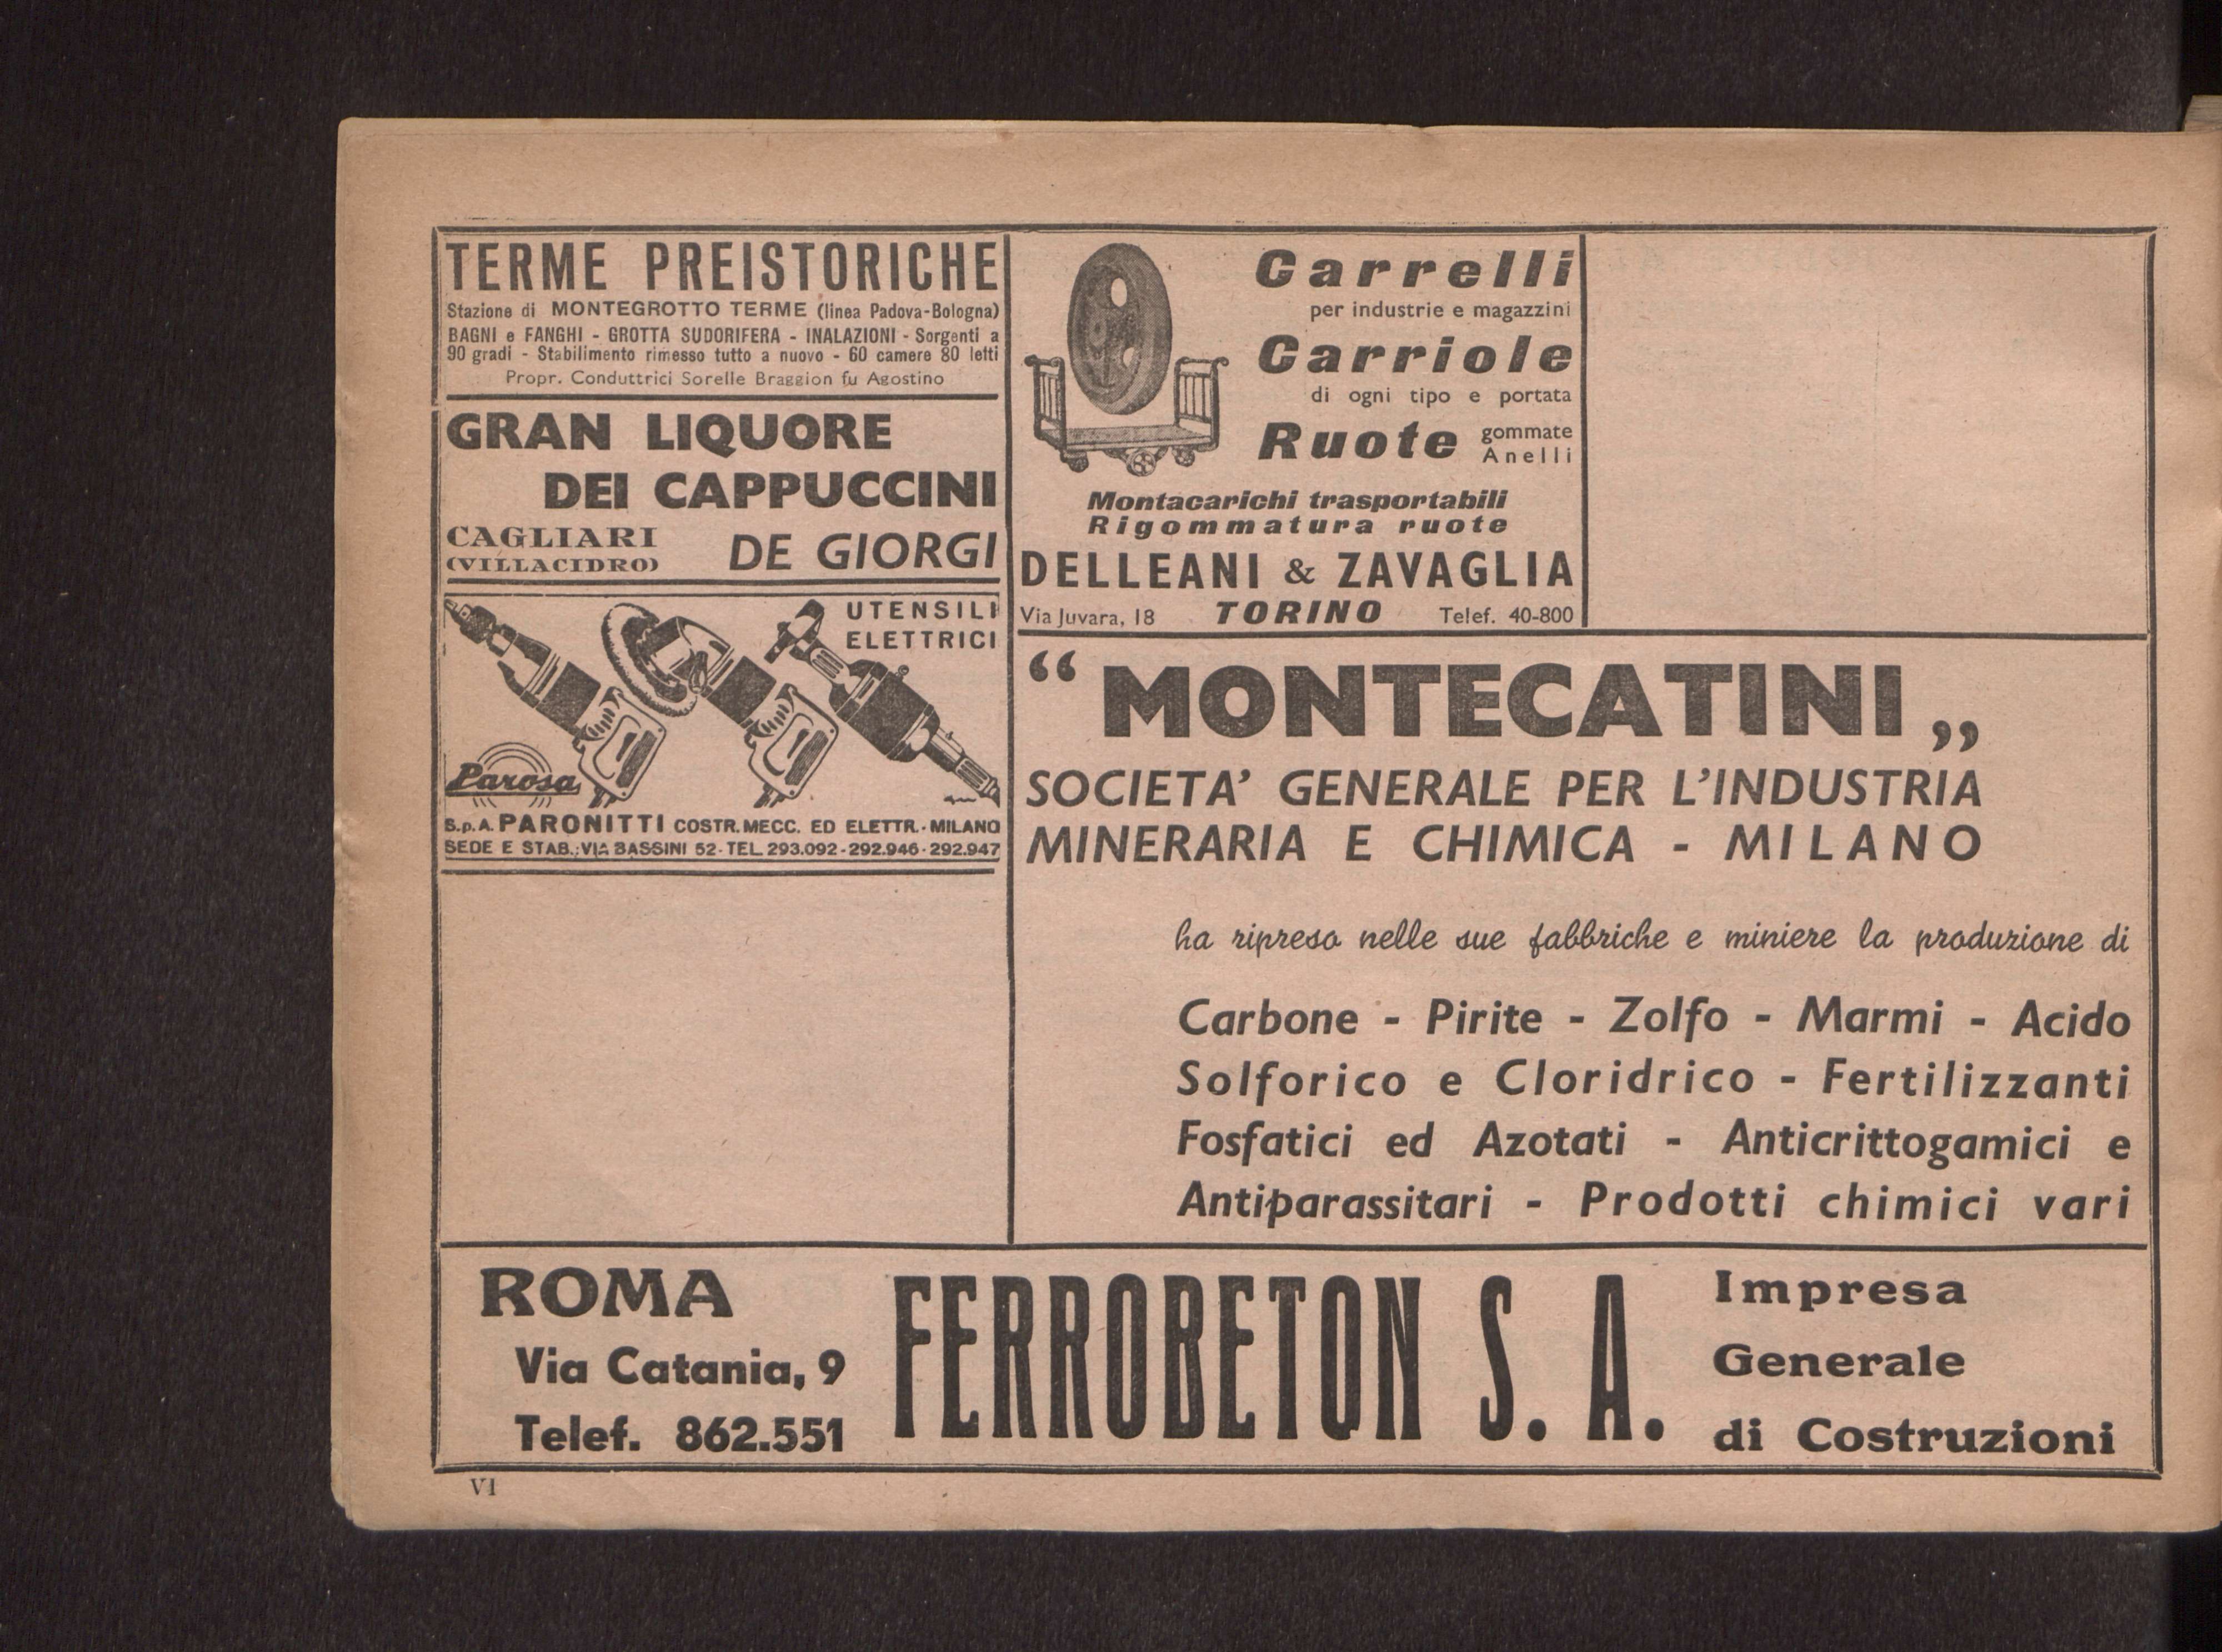 TERME PREISTORICHE
Stazione di MONTEGROTTO TERME (linea Padova-Bologna)
BAGNI e FANGHI - GROTTA SUDORIFERA - INALAZIONI - Sorgenti a
90 gradi - Stabilimento rimesso tutto a nuovo - 60 camere 80 letti
Propr. Conduttrici Sorelle Braggion fu Agostino
GRAN LIQUORE
DEI CAPPUCCINI
CAGLIARI
(VILLACIDRO)
DE GIORGI
UTENSILI
ELETTRICI
Parosa
S.p.A. PARONITTI COSTR. MECC. ED ELETTR. - MILANO
SEDE E STAB.: VIA BASSINI 52 - TEL. 293.092 - 292.946 - 292.947
Carrelli
per industrie e magazzini
Carriole
di ogni tipo e portata
Ruote gommate
Anelli
Montacarichi trasportabili
Rigommatura ruote
DELLEANI & ZAVAGLIA
Via Juvara, 18 TORINO Telef. 40-800
“ MONTECATINI „
SOCIETA’ GENERALE PER L’INDUSTRIA
MINERARIA E CHIMICA - MILANO
ha ripreso nelle sue fabbriche e miniere la produzione di
Carbone - Pirite - Zolfo - Marmi - Acido
Solforico e Cloridrico - Fertilizzanti
Fosfatici ed Azotati - Anticrittogamici e
Antiparassitari - Prodotti chimici vari
ROMA
Via Catania, 9
Telef. 862.551
FERROBETON S. A.
Impresa
Generale
di Costruzioni
VI